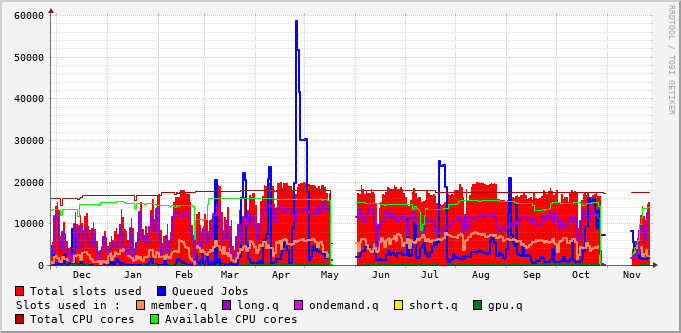 60000
50000
40000
30000
20000
10000
0
Dec Jan Feb Mar Apr May Jun Jul Aug Sep Oct Nov
RRDTOOL / TOBI OETIKER
Total slots used Queued Jobs
Slots used in : member.q long.q ondemand.q short.q gpu.q
Total CPU cores Available CPU cores